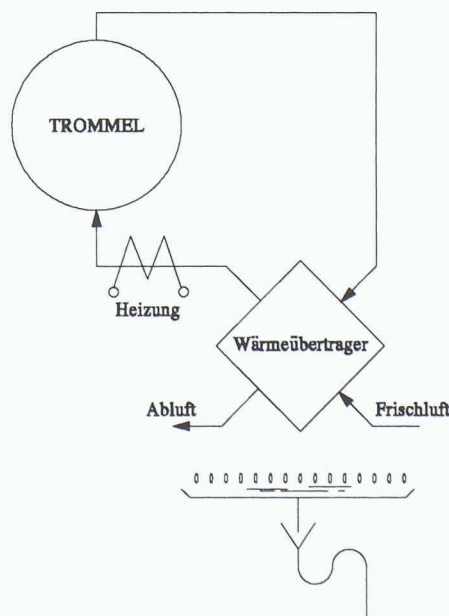 TROMMEL
Heizung
Wärmeübertrager
Abluft
Frischluft